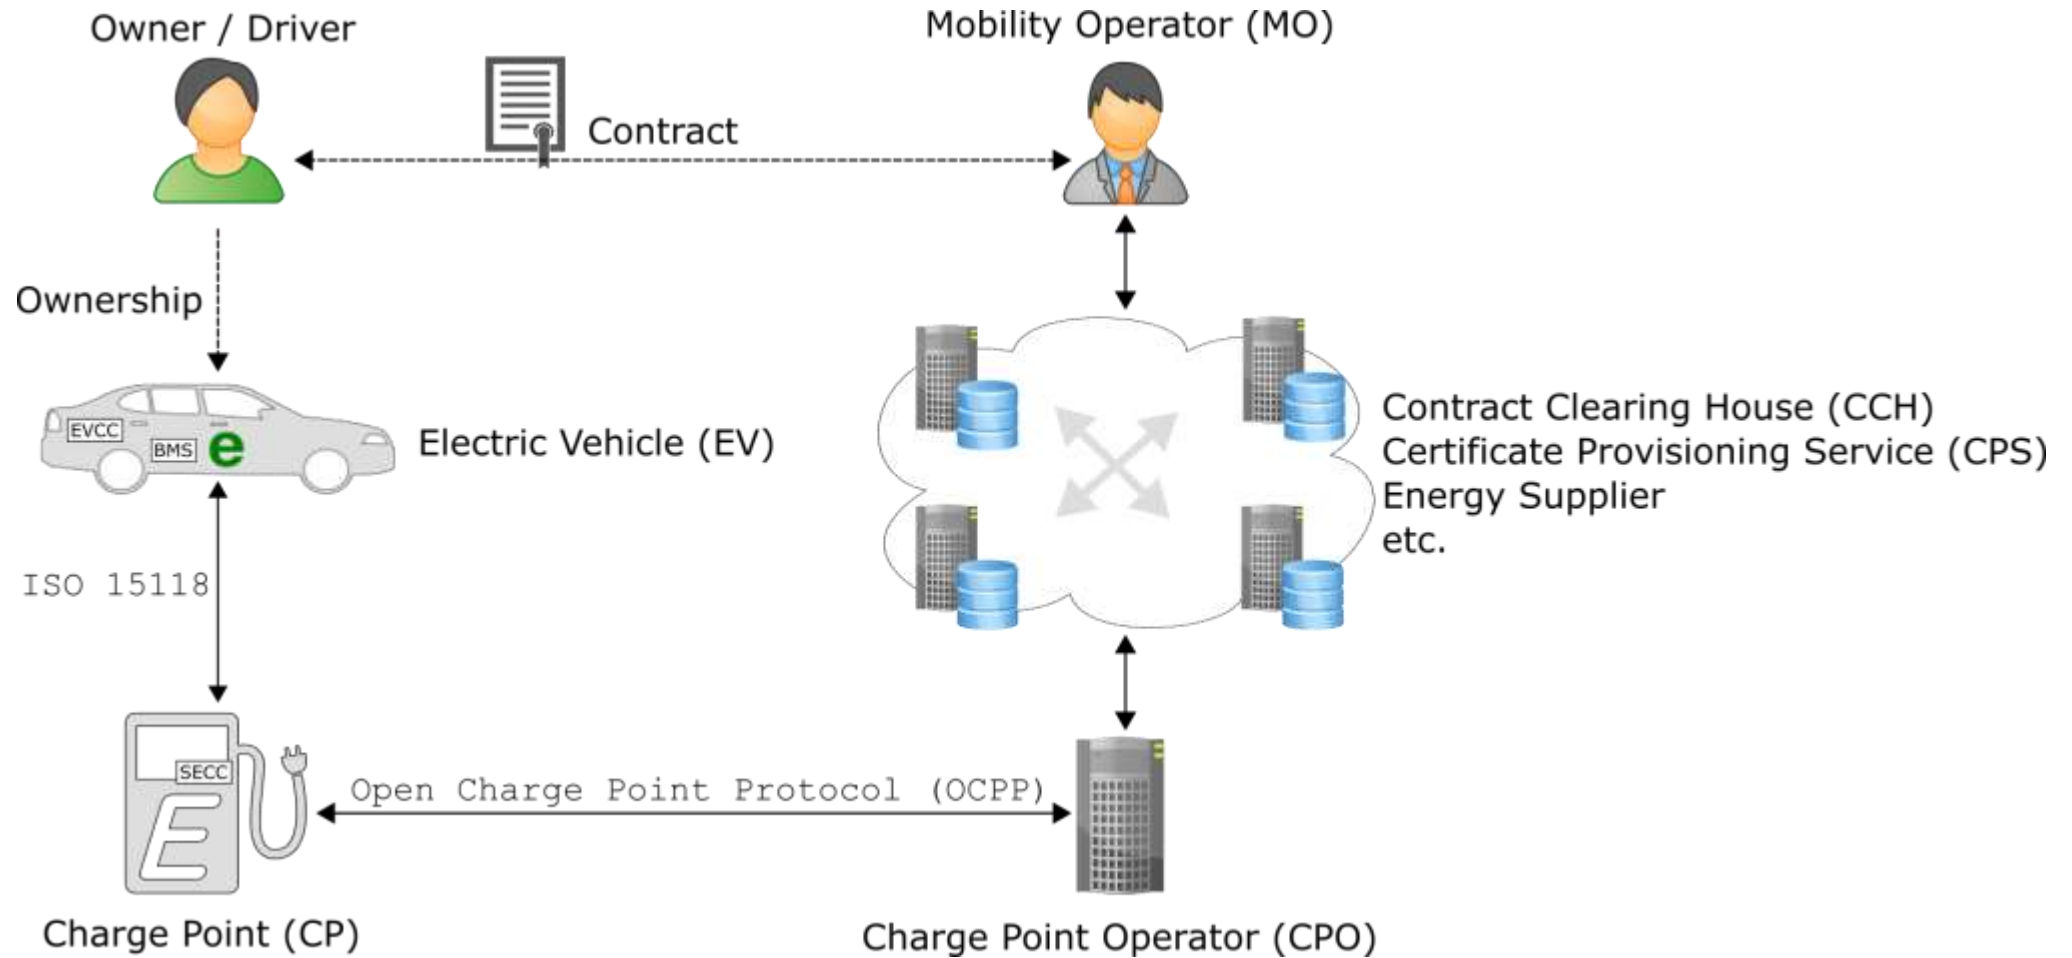 Owner / Driver
Mobility Operator (MO)
Contract
Ownership
EVCC
BMS
e
Electric Vehicle (EV)
Contract Clearing House (CCH)
Certificate Provisioning Service (CPS)
Energy Supplier
etc.
ISO 15118
SECC
E
Open Charge Point Protocol (OCPP)
Charge Point (CP)
Charge Point Operator (CPO)